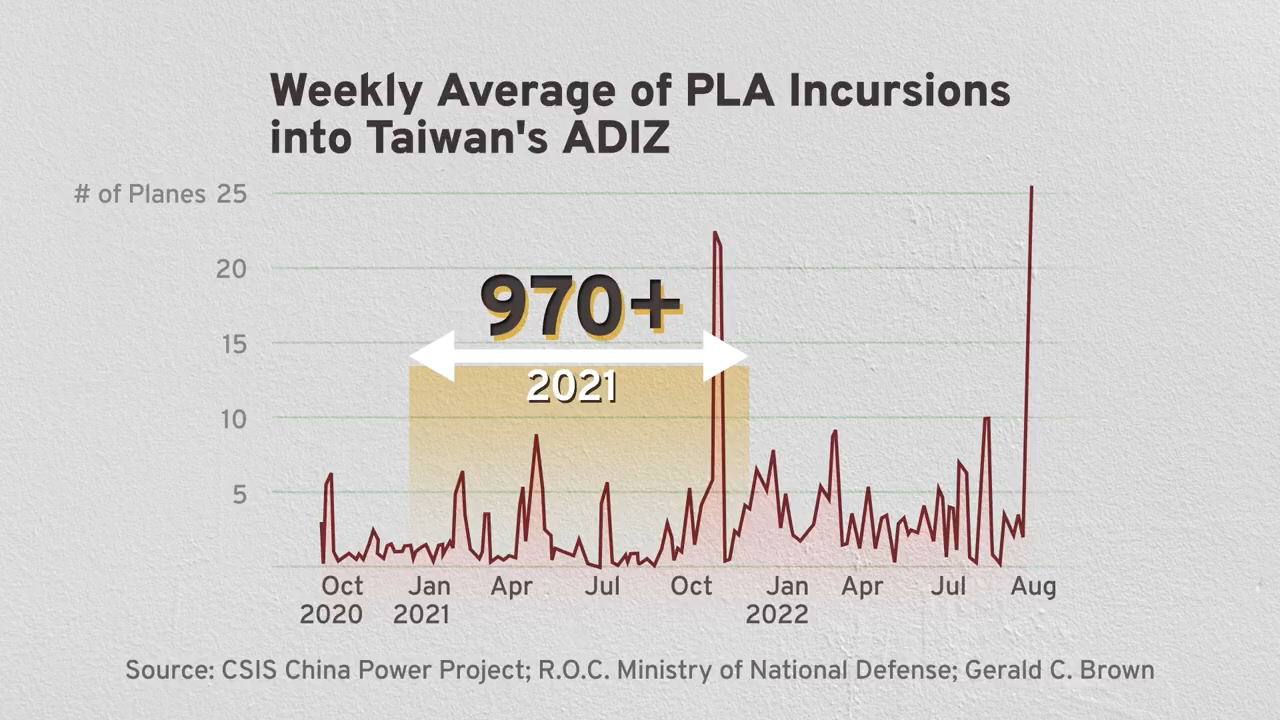 Weekly Average of PLA Incursions
into Taiwan's ADIZ
# of Planes 25
20
15
10
5
970+
2021
Oct Jan Apr Jul Oct Jan Apr Jul Aug
2020 2021 2022
Source: CSIS China Power Project; R.O.C. Ministry of National Defense; Gerald C. Brown